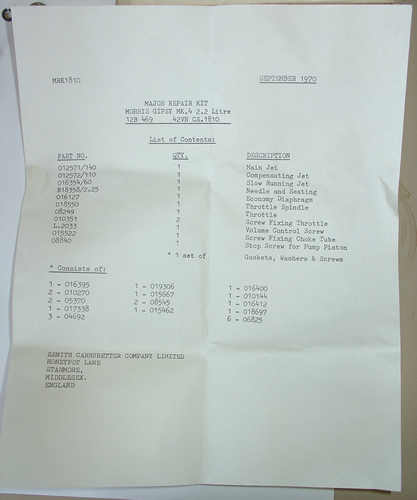 MRK1810 SEPTEMBER 1970
MAJOR REPAIR KIT
MORRIS GIPSY MK.4 2.2 Litre
12B 469 42VN CS.1810
List of Contents:
PART NO. QTY. DESCRIPTION
012571/140 1 Main Jet
012572/110 1 Compensating Jet
016354/60 1 Slow Running Jet
B18358/2.25 1 Needle and Seating
016127 1 Economy Diaphragm
018550 1 Throttle Spindle
08249 1 Throttle
010351 2 Screw Fixing Throttle
L.2033 1 Volume Control Screw
015522 1 Screw Fixing Choke Tube
08840 1 Stop Screw for Pump Piston
* 1 set of Gaskets, Washers & Screws
* Consists of:
1 - 016395 1 - 019306 1 - 016400
2 - 010270 1 - 015667 1 - 010144
2 - 05370 2 - 08545 1 - 016412
1 - 017338 1 - 015462 1 - 018697
3 - 04692 6 - 06825
ZENITH CARBURETTER COMPANY LIMITED
HONEYPOT LANE
STANMORE,
MIDDLESEX.
ENGLAND